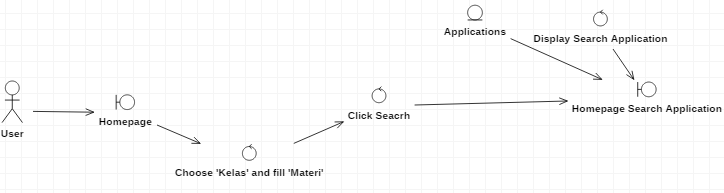 Applications
Display Search Application
User
Homepage
Choose 'Kelas' and fill 'Materi'
Click Seacrh
Homepage Search Application